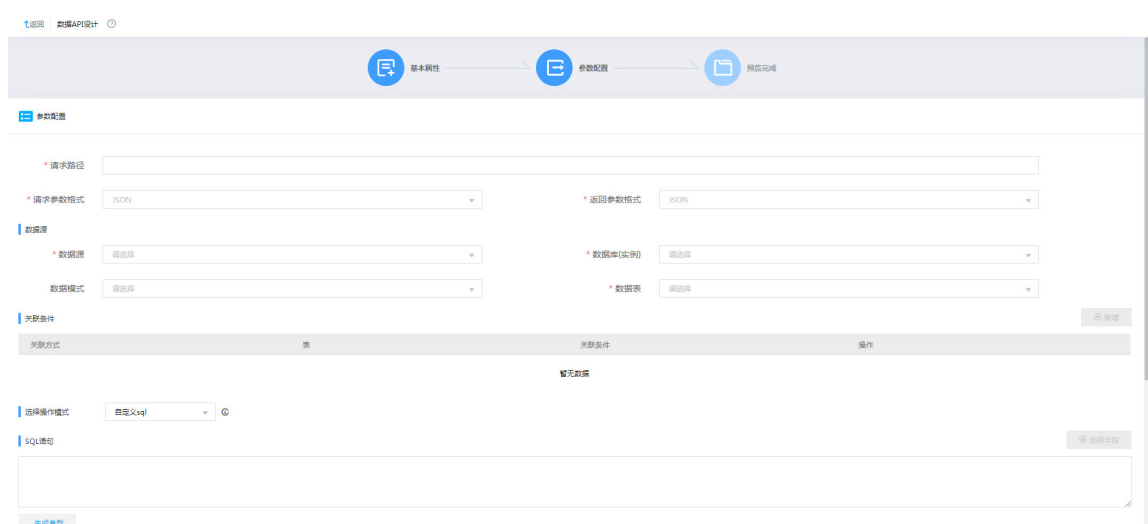 返回 数据API设计
基本属性 参数配置 预览完成
参数配置
* 请求路径
* 请求参数格式 JSON * 返回参数格式 JSON
数据源
* 数据源 请选择 * 数据库(实例) 请选择
数据模式 请选择 * 数据表 请选择
关联条件 新增
关联方式 表 关联条件 操作
暂无数据
选择操作模式 自定义sql
SQL语句 选择字段
生成参数